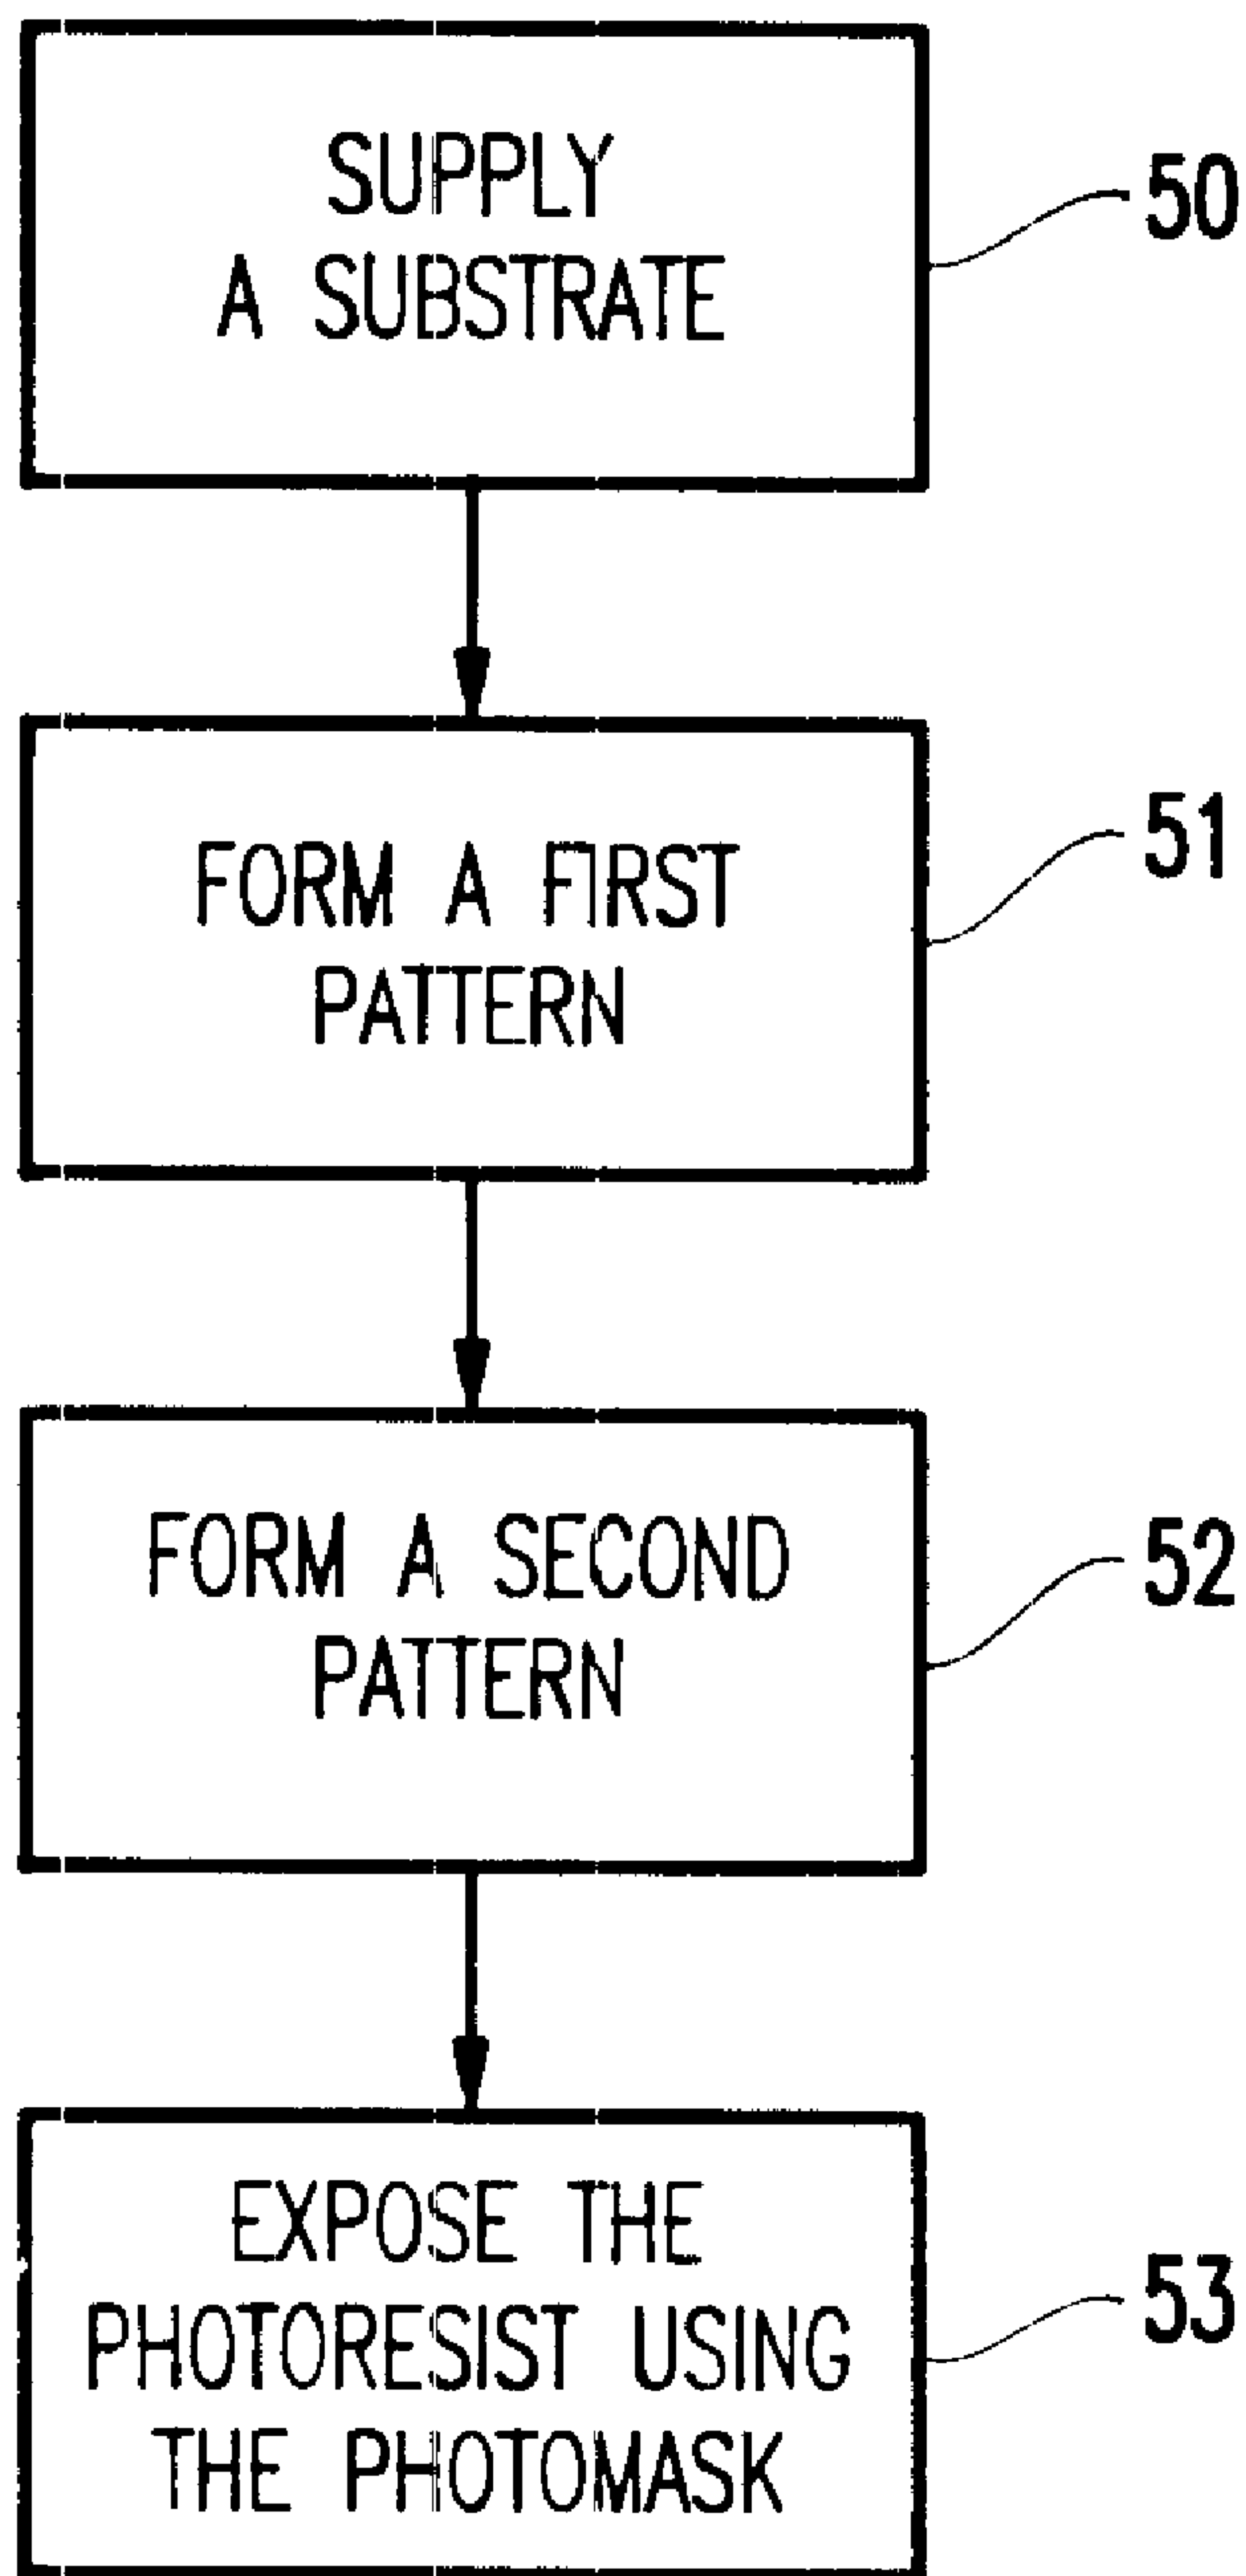 SUPPLY
A SUBSTRATE
50
FORM A FIRST
PATTERN
51
FORM A SECOND
PATTERN
52
EXPOSE THE
PHOTORESIST USING
THE PHOTOMASK
53